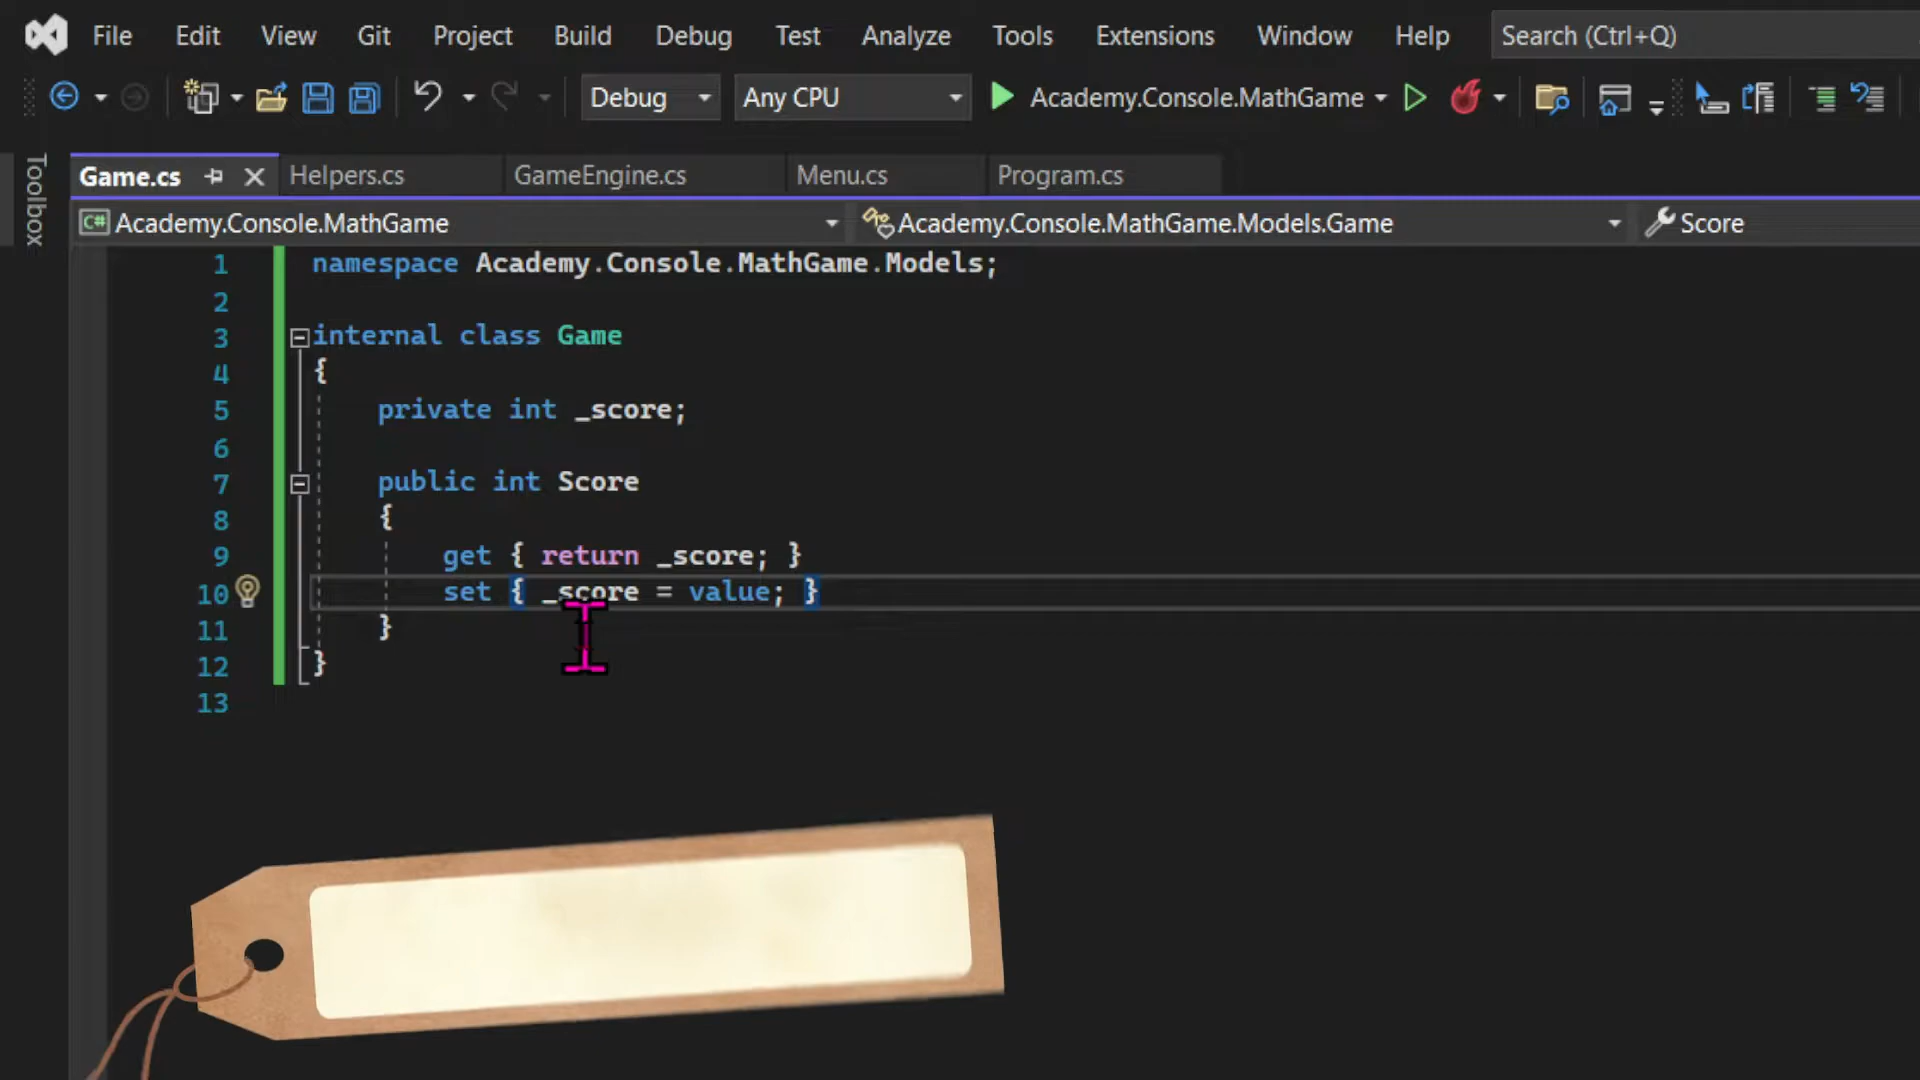 File Edit View Git Project Build Debug Test Analyze Tools Extensions Window Help Search (Ctrl+Q)
Debug Any CPU Academy.Console.MathGame
Toolbox
Game.cs Helpers.cs GameEngine.cs Menu.cs Program.cs
C# Academy.Console.MathGame Academy.Console.MathGame.Models.Game Score
1 namespace Academy.Console.MathGame.Models;
2
3 internal class Game
4 {
5 private int _score;
6
7 public int Score
8 {
9 get { return _score; }
10 set { _score = value; }
11 }
12 }
13